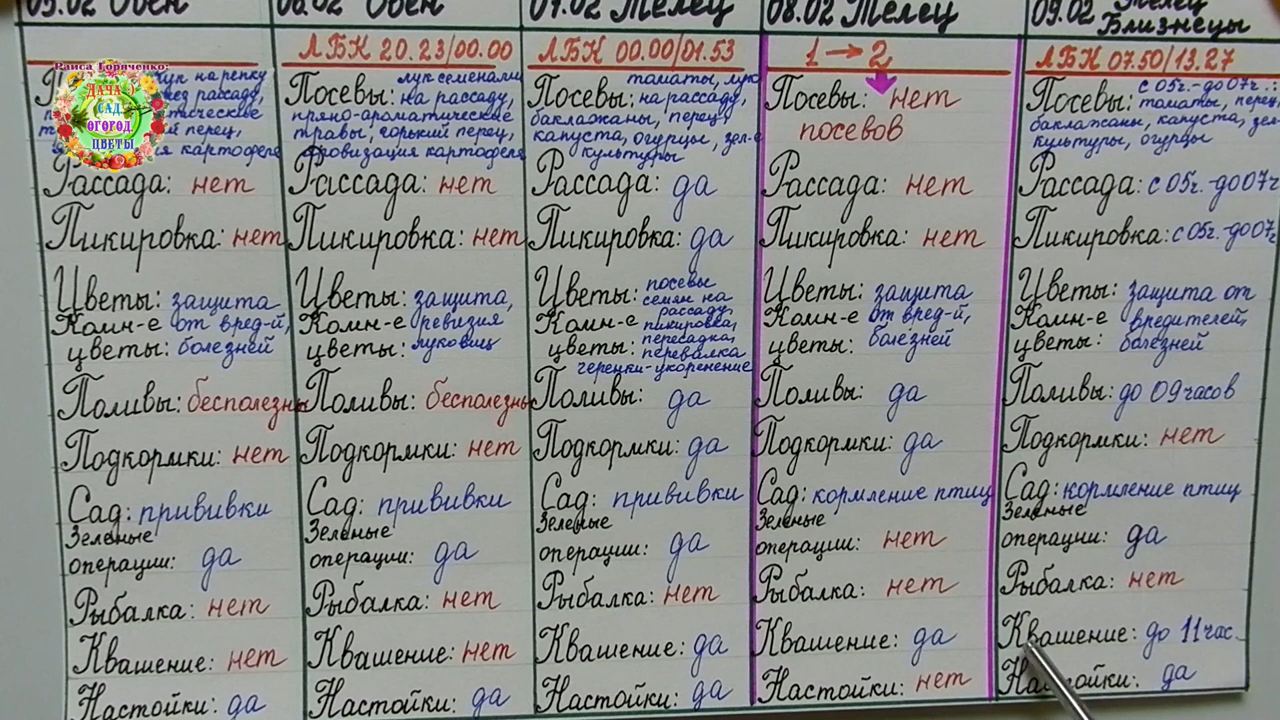 05.02 Овен
Лук на репку
через рассаду,
Рассада: нет
Пикировка: нет
Цветы: защита
Комн-е от вред-й,
цветы: болезней
Поливы: бесполезны
Подкормки: нет
Сад: прививки
Зеленые
операции: да
Рыбалка: нет
Квашение: нет
Настойки: да
06.02 Овен
ЛБК 20.23/00.00
лук семенами
Посевы: на рассаду,
пряно-ароматические
травы, горький перец,
яровизация картофеля
Рассада: нет
Пикировка: нет
Цветы: защита,
Комн-е ревизия
цветы: луковиц
Поливы: бесполезны
Подкормки: нет
Сад: прививки
Зеленые
операции: да
Рыбалка: нет
Квашение: нет
Настойки: да
07.02 Телец
ЛБК 00.00/01.53
томаты, лук
Посевы: на рассаду,
баклажаны, перец,
капуста, огурцы, зел-е
культуры
Рассада: да
Пикировка: да
посевы
Цветы: семян на
рассаду,
Комн-е пикировка,
пересадка,
цветы: перевалка
черенки-укоренение
Поливы: да
Подкормки: да
Сад: прививки
Зеленые
операции: да
Рыбалка: нет
Квашение: да
Настойки: да
08.02 Телец
1 → 2
Посевы: нет
посевов
Рассада: нет
Пикировка: нет
Цветы: защита
Комн-е от вред-й,
цветы: болезней
Поливы: да
Подкормки: да
Сад: кормление птиц
Зеленые
операции: нет
Рыбалка: нет
Квашение: да
Настойки: нет
Телец
09.02 Близнецы
ЛБК 07.50/13.27
с 05ч.-до 07ч.:
Посевы: томаты, перец,
баклажаны, капуста, зел-
культуры, огурцы
Рассада: с 05ч.-до 07ч
Пикировка: с 05ч.-до 07ч
Цветы: защита от
Комн-е вредителей,
цветы: болезней
Поливы: до 09 часов
Подкормки: нет
Сад: кормление птиц
Зеленые
операции: да
Рыбалка: нет
Квашение: до 11 час.
Настойки: да
Раиса Горяченко:
ДАЧА
САД
ОГОРОД
ЦВЕТЫ